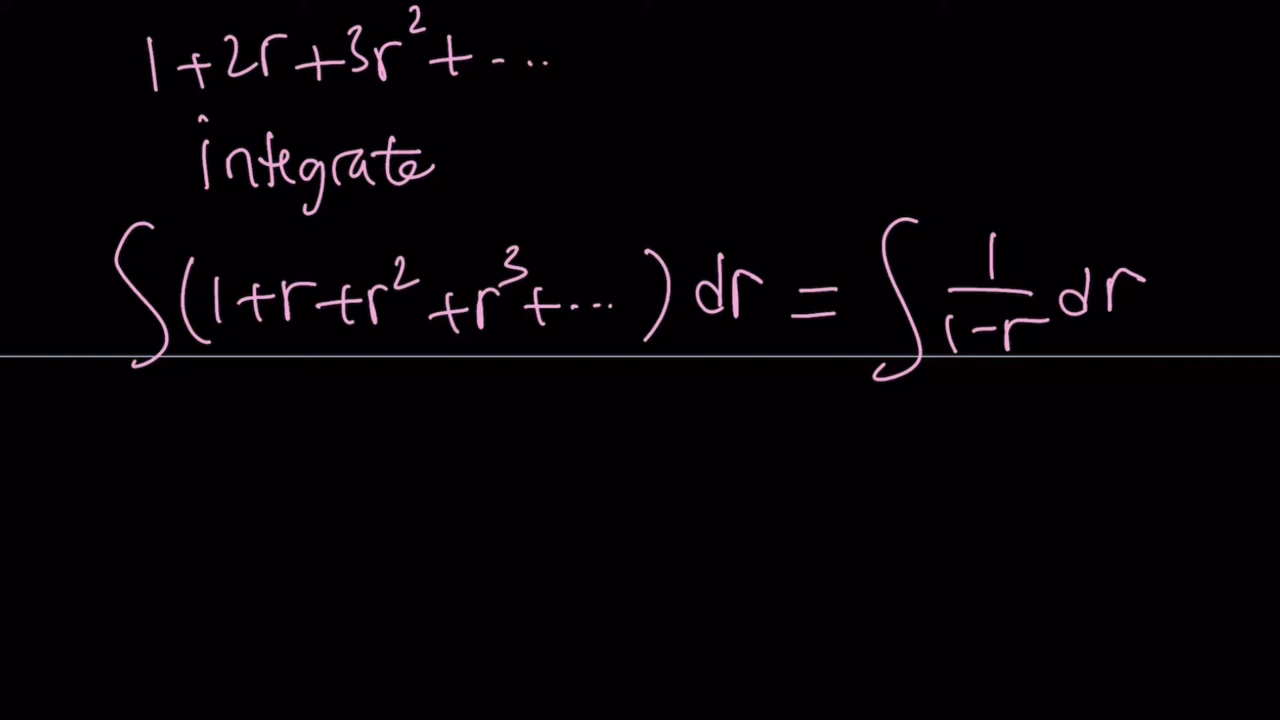 1+2r+3r²+...
integrate
∫(1+r+r²+r³+...)dr = ∫ 1/(1-r) dr